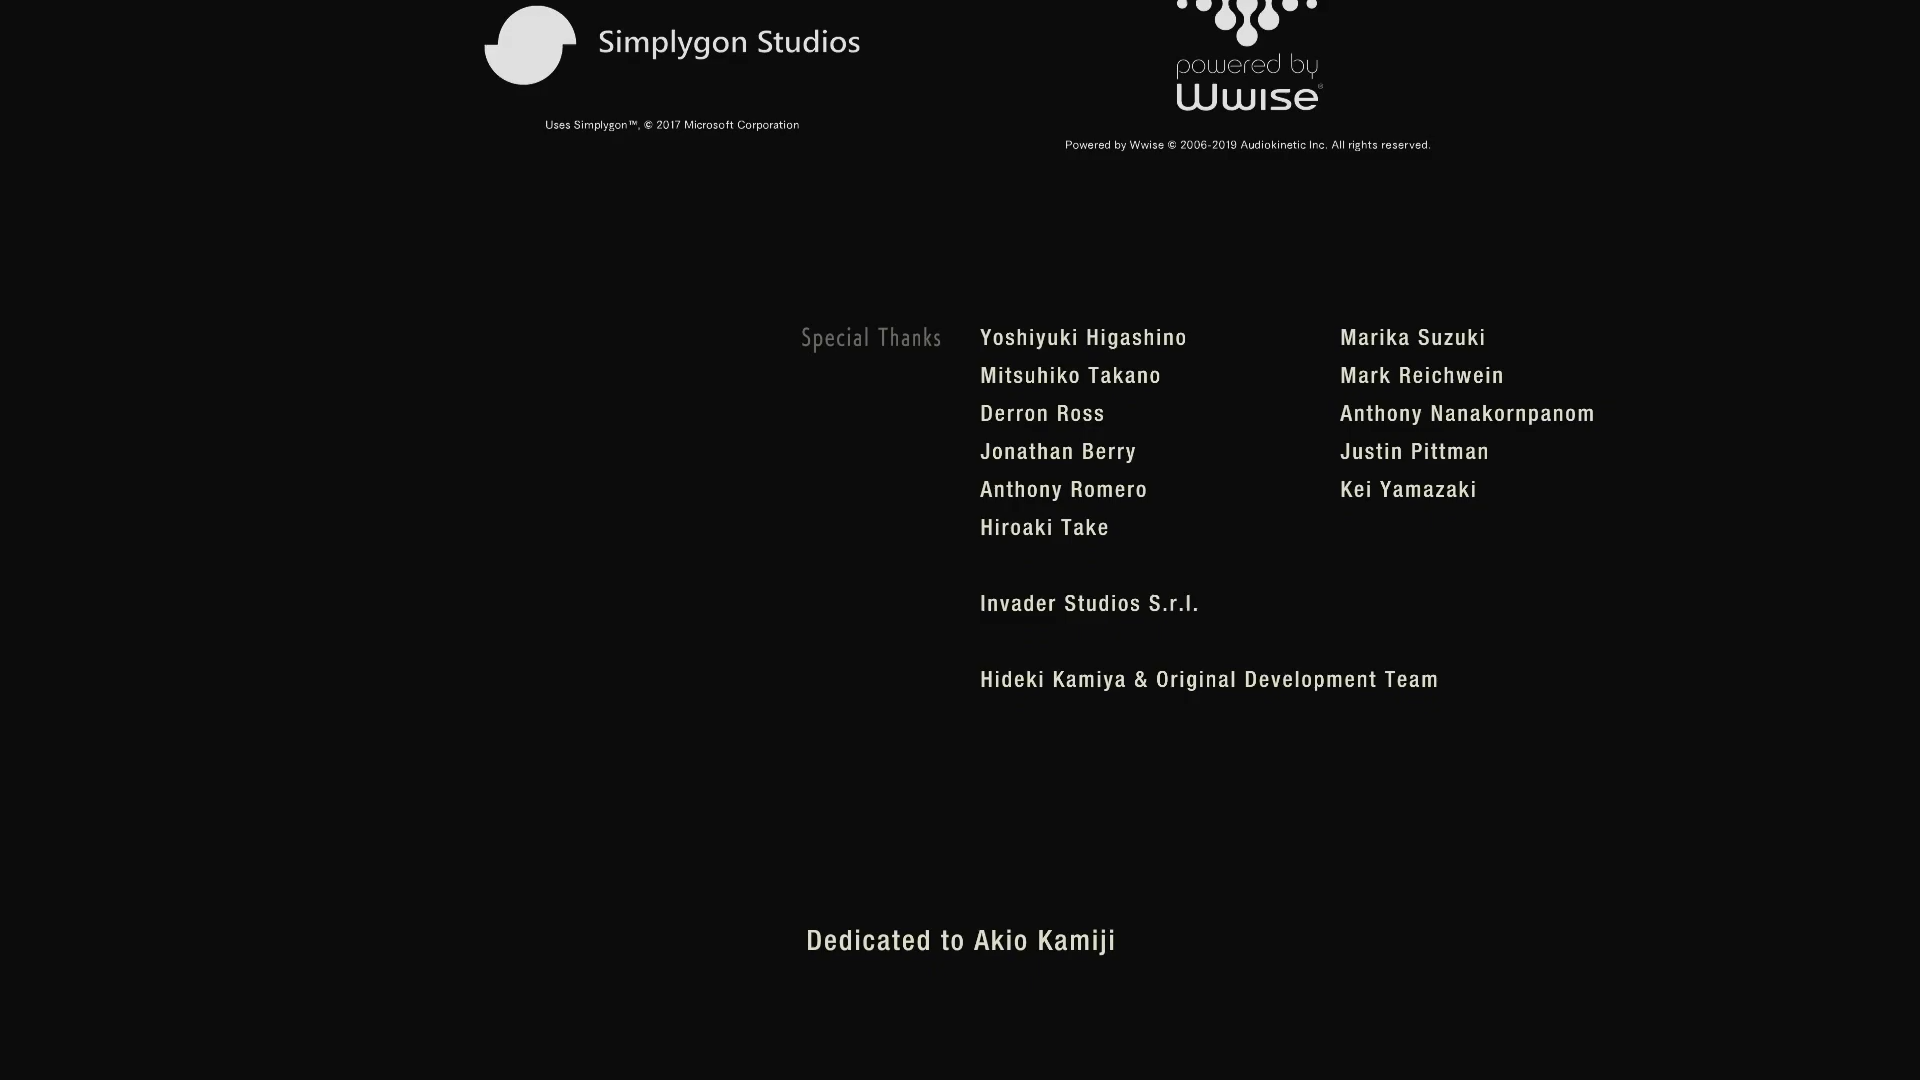 Simplygon Studios
Uses Simplygon™, © 2017 Microsoft Corporation
powered by
Wwise®
Powered by Wwise © 2006-2019 Audiokinetic Inc. All rights reserved.
Special Thanks
Yoshiyuki Higashino
Marika Suzuki
Mitsuhiko Takano
Mark Reichwein
Derron Ross
Anthony Nanakornpanom
Jonathan Berry
Justin Pittman
Anthony Romero
Kei Yamazaki
Hiroaki Take
Invader Studios S.r.l.
Hideki Kamiya & Original Development Team
Dedicated to Akio Kamiji